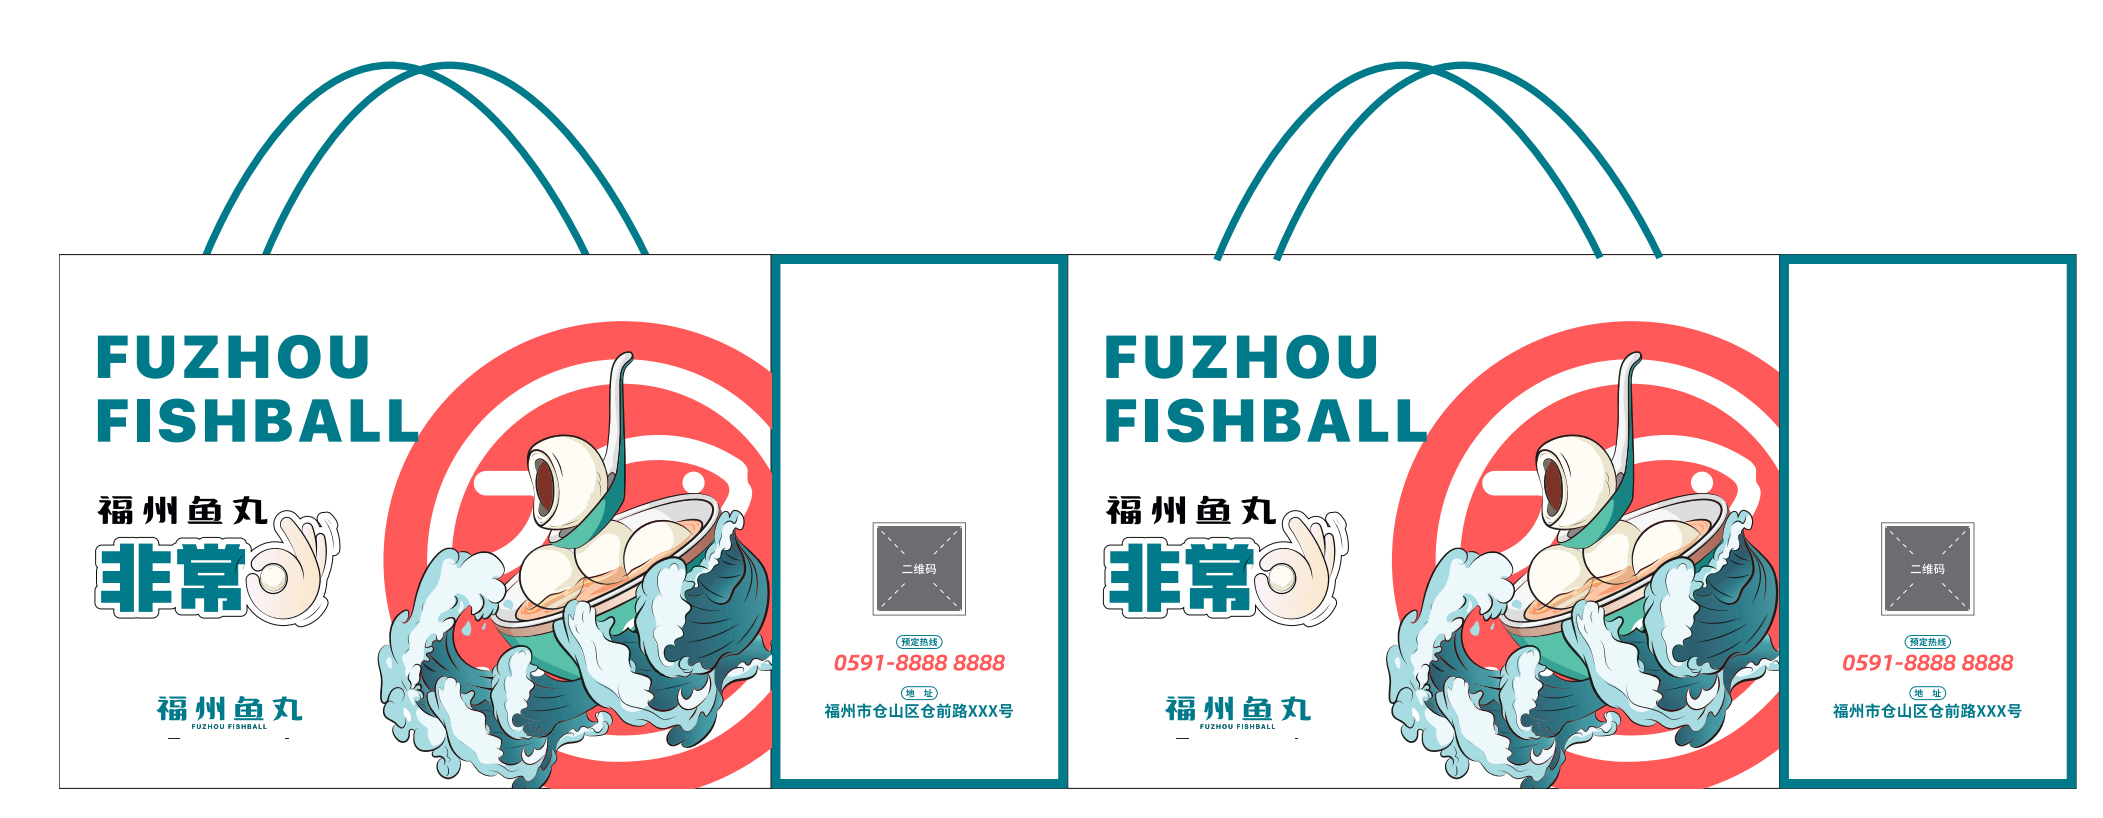 FUZHOU
FISHBALL
福州鱼丸
非常
福州鱼丸
FUZHOU FISHBALL
二维码
预定热线
0591-8888 8888
地 址
福州市仓山区仓前路XXX号
FUZHOU
FISHBALL
福州鱼丸
非常
福州鱼丸
FUZHOU FISHBALL
二维码
预定热线
0591-8888 8888
地 址
福州市仓山区仓前路XXX号